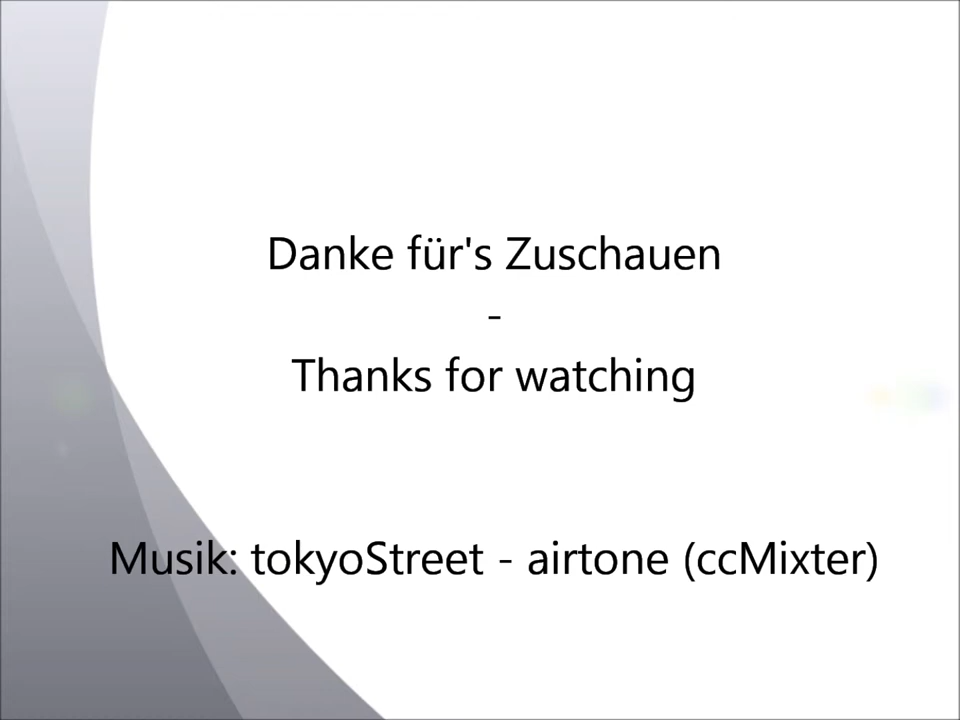 Danke für's Zuschauen
-
Thanks for watching
Musik: tokyoStreet - airtone (ccMixter)